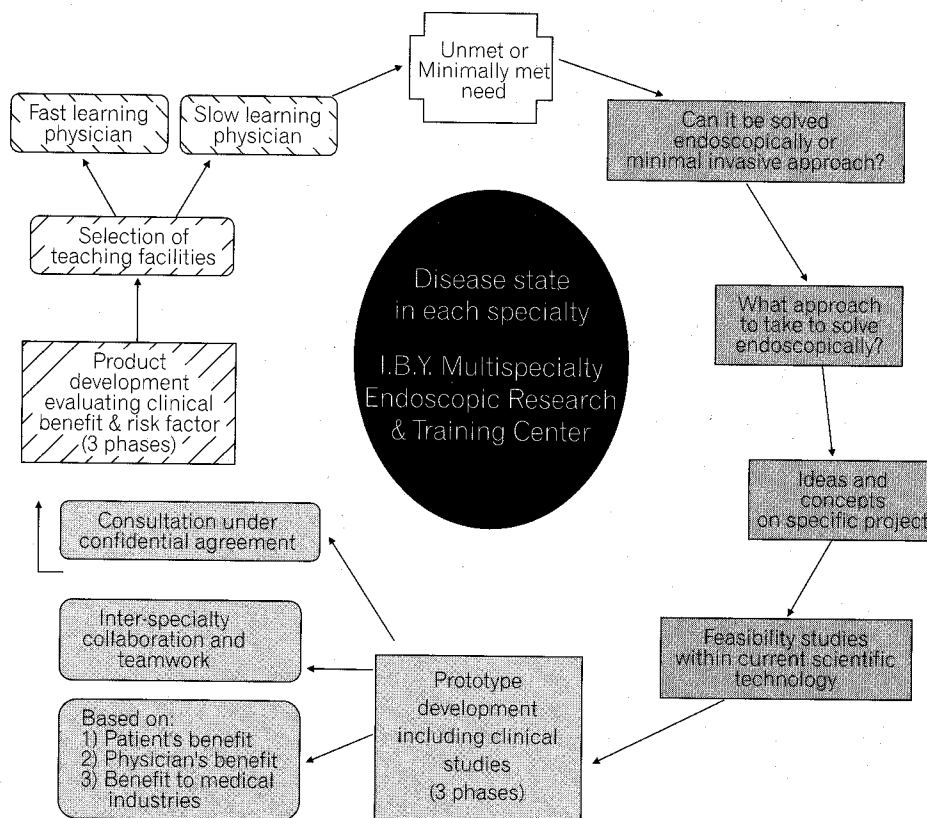 Unmet or
Minimally met
need
Can it be solved
endoscopically or
minimal invasive approach?
What approach
to take to solve
endoscopically?
Ideas and
concepts
on specific project
Feasibility studies
within current scientific
technology
Prototype
development
including clinical
studies
(3 phases)
Consultation under
confidential agreement
Inter-specialty
collaboration and
teamwork
Based on:
1) Patient's benefit
2) Physician's benefit
3) Benefit to medical
industries
Product
development
evaluating clinical
benefit & risk factor
(3 phases)
Selection of
teaching facilities
Fast learning
physician
Slow learning
physician
Disease state
in each specialty
I.B.Y. Multispecialty
Endoscopic Research
& Training Center